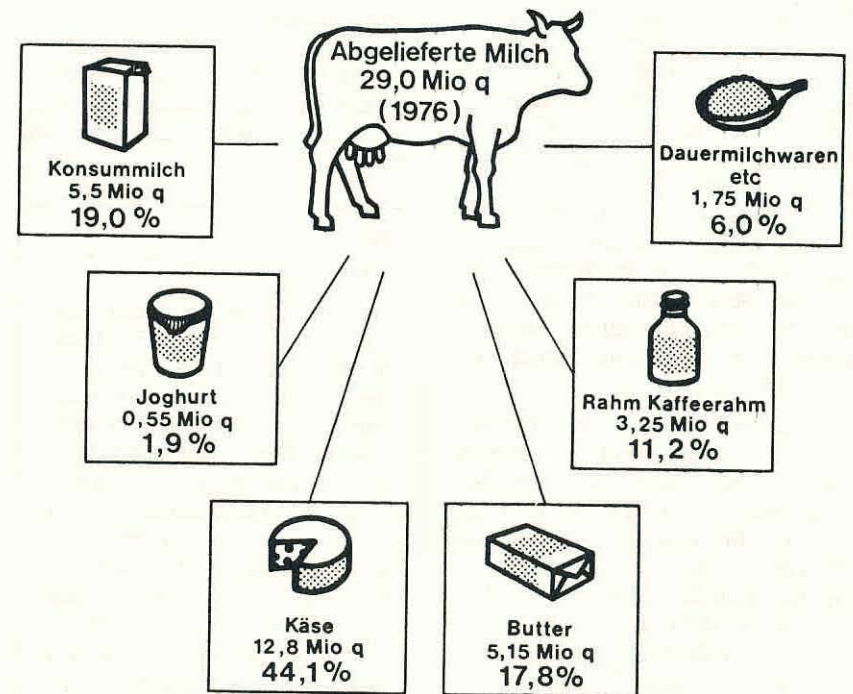 Abgelieferte Milch
29,0 Mio q
(1976)
Konsummilch
5,5 Mio q
19,0 %
Dauermilchwaren
etc
1,75 Mio q
6,0 %
Joghurt
0,55 Mio q
1,9 %
Rahm Kaffeerahm
3,25 Mio q
11,2 %
Käse
12,8 Mio q
44,1%
Butter
5,15 Mio q
17,8%